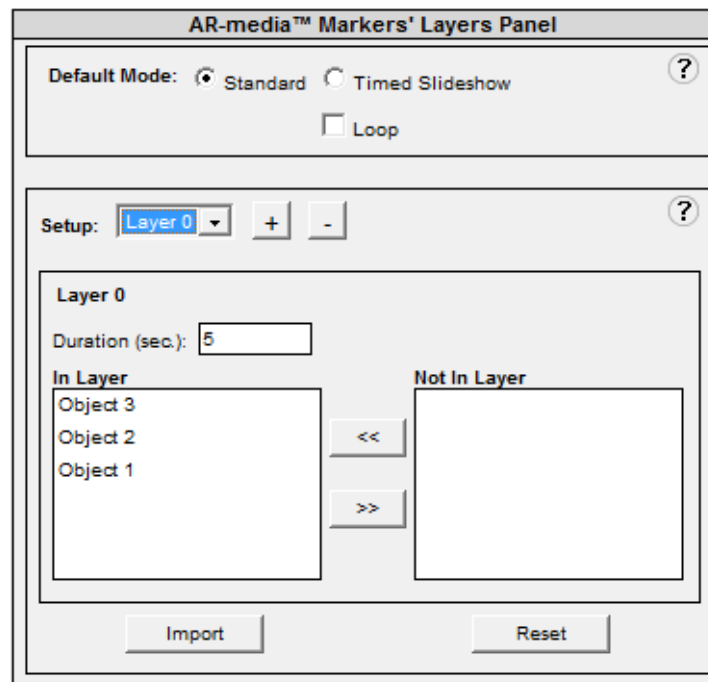 AR-media™ Markers' Layers Panel
Default Mode: Standard Timed Slideshow ?
Loop
Setup: Layer 0 + - ?
Layer 0
Duration (sec.): 5
In Layer Not In Layer
Object 3
Object 2 <<
Object 1
>>
Import Reset